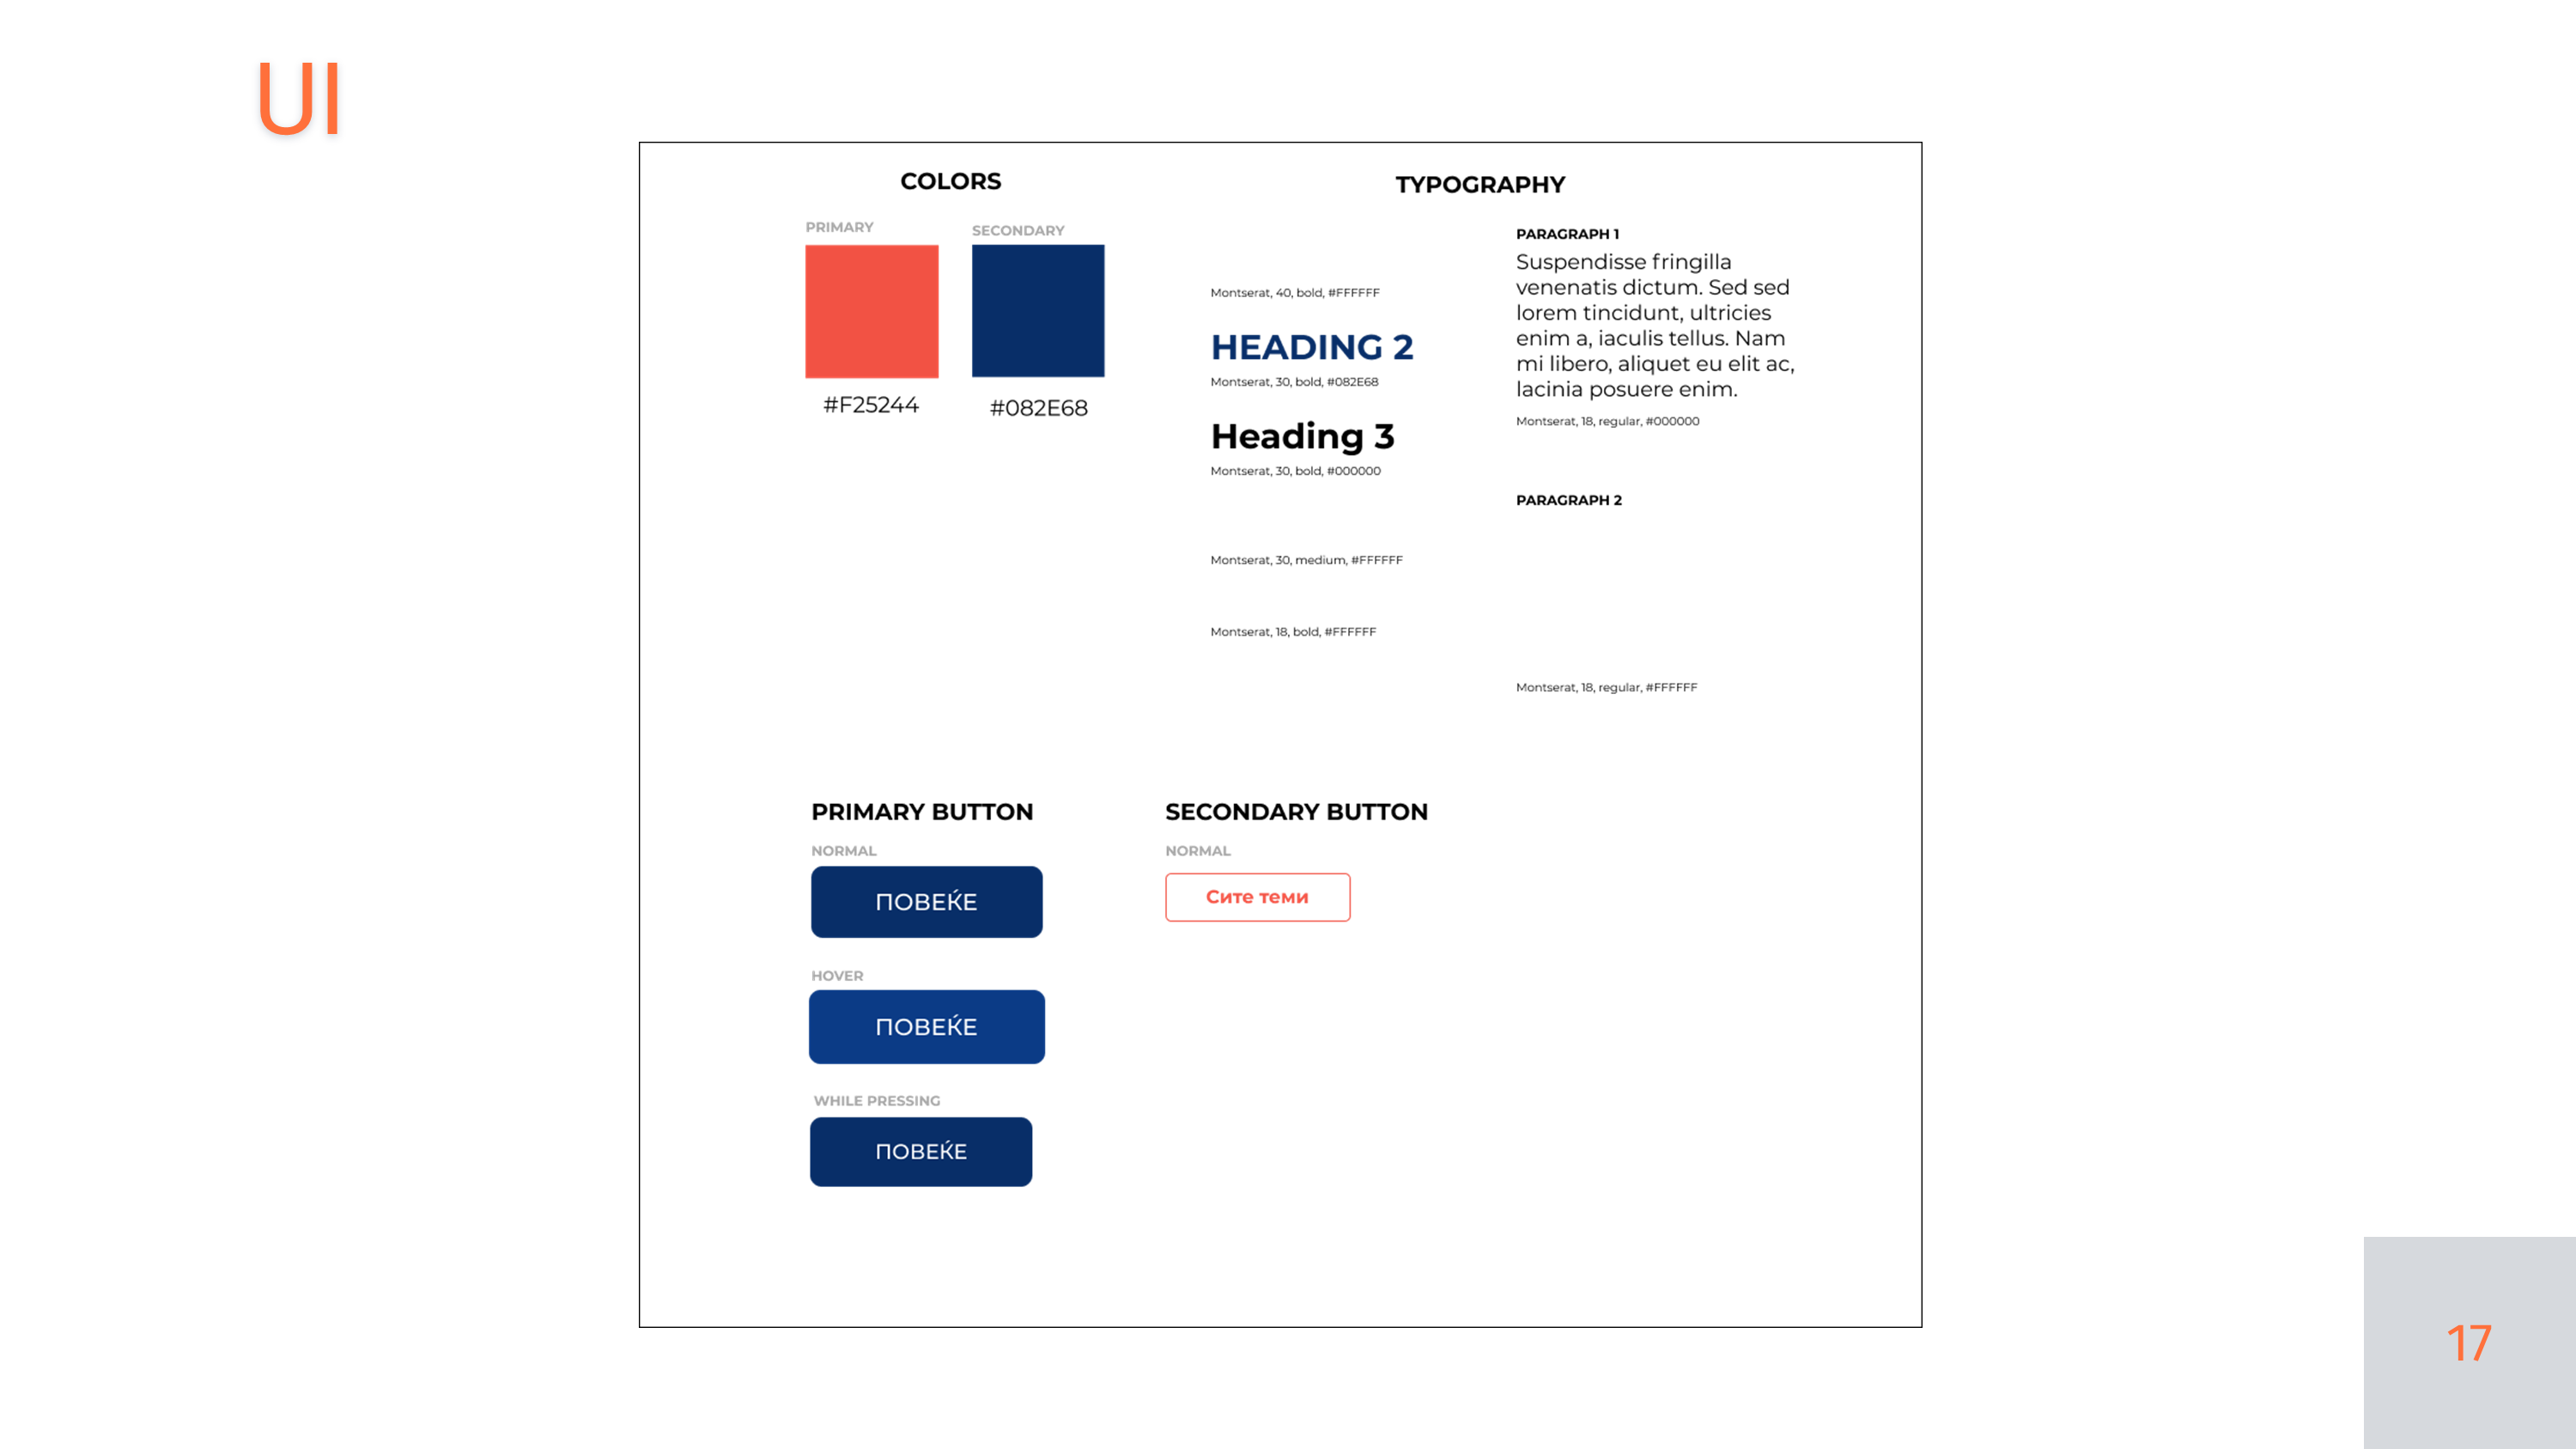 UI
COLORS
PRIMARY
SECONDARY
#F25244
#082E68
TYPOGRAPHY
Montserat, 40, bold, #FFFFFF
HEADING 2
Montserat, 30, bold, #082E68
Heading 3
Montserat, 30, bold, #000000
Montserat, 30, medium, #FFFFFF
Montserat, 18, bold, #FFFFFF
PARAGRAPH 1
Suspendisse fringilla
venenatis dictum. Sed sed
lorem tincidunt, ultricies
enim a, iaculis tellus. Nam
mi libero, aliquet eu elit ac,
lacinia posuere enim.
Montserat, 18, regular, #000000
PARAGRAPH 2
Montserat, 18, regular, #FFFFFF
PRIMARY BUTTON
NORMAL
ПОВЕЌЕ
HOVER
ПОВЕЌЕ
WHILE PRESSING
ПОВЕЌЕ
SECONDARY BUTTON
NORMAL
Сите теми
17